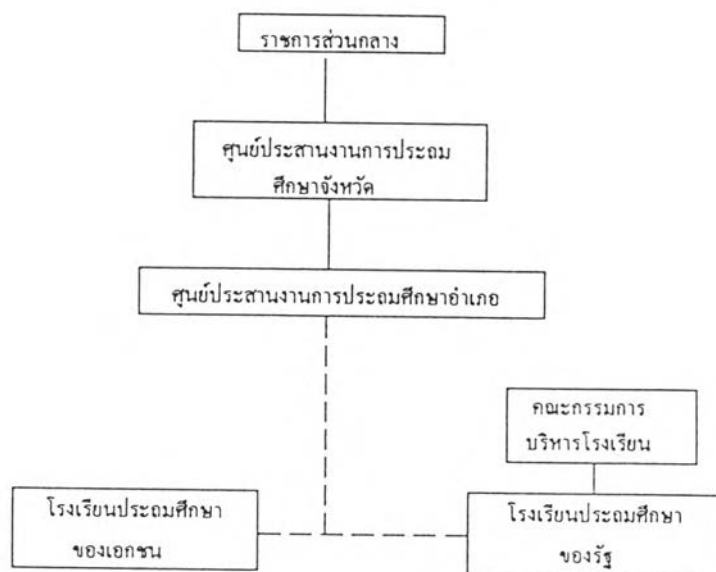 ราชการส่วนกลาง
ศูนย์ประสานงานการประถม
ศึกษาจังหวัด
ศูนย์ประสานงานการประถมศึกษาอำเภอ
คณะกรรมการ
บริหารโรงเรียน
โรงเรียนประถมศึกษา
ของเอกชน
โรงเรียนประถมศึกษา
ของรัฐ